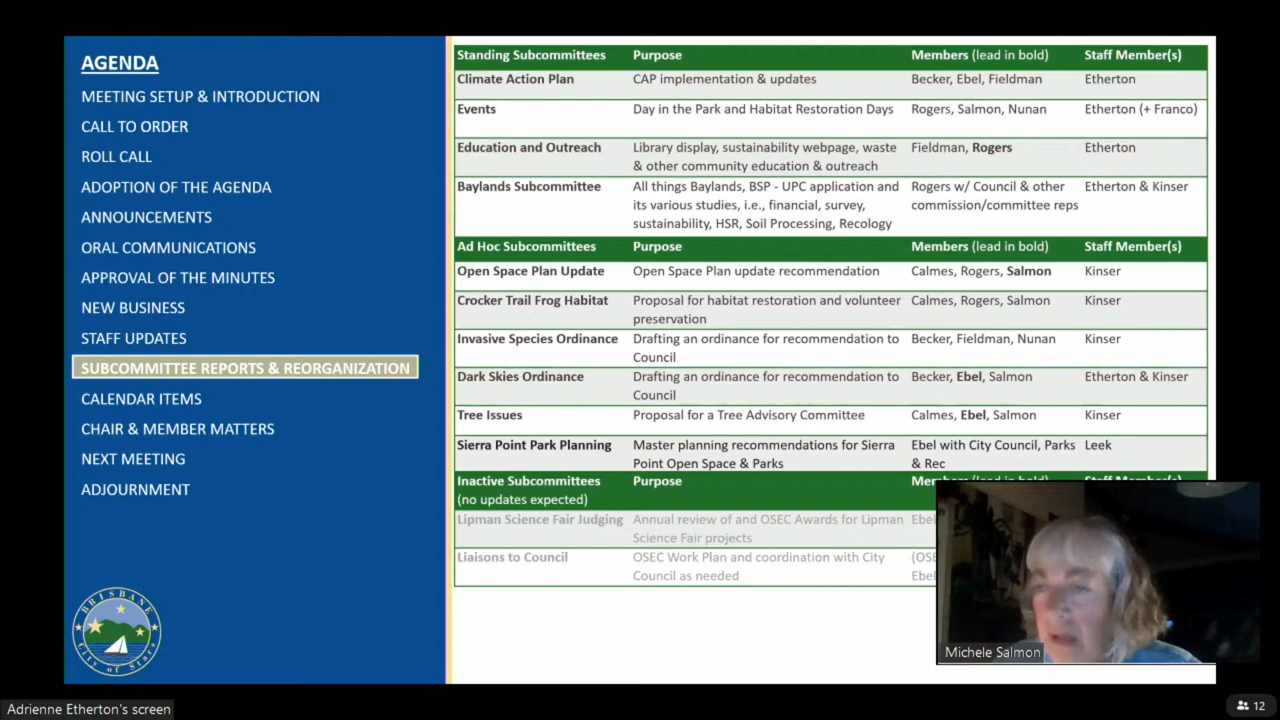 AGENDA
MEETING SETUP & INTRODUCTION
CALL TO ORDER
ROLL CALL
ADOPTION OF THE AGENDA
ANNOUNCEMENTS
ORAL COMMUNICATIONS
APPROVAL OF THE MINUTES
NEW BUSINESS
STAFF UPDATES
SUBCOMMITTEE REPORTS & REORGANIZATION
CALENDAR ITEMS
CHAIR & MEMBER MATTERS
NEXT MEETING
ADJOURNMENT
BRISBANE
City of Stars
Standing Subcommittees Purpose Members (lead in bold) Staff Member(s)
Climate Action Plan CAP implementation & updates Becker, Ebel, Fieldman Etherton
Events Day in the Park and Habitat Restoration Days Rogers, Salmon, Nunan Etherton (+ Franco)
Education and Outreach Library display, sustainability webpage, waste Fieldman, Rogers Etherton
& other community education & outreach
Baylands Subcommittee All things Baylands, BSP - UPC application and Rogers w/ Council & other Etherton & Kinser
its various studies, i.e., financial, survey, commission/committee reps
sustainability, HSR, Soil Processing, Recology
Ad Hoc Subcommittees Purpose Members (lead in bold) Staff Member(s)
Open Space Plan Update Open Space Plan update recommendation Calmes, Rogers, Salmon Kinser
Crocker Trail Frog Habitat Proposal for habitat restoration and volunteer Calmes, Rogers, Salmon Kinser
preservation
Invasive Species Ordinance Drafting an ordinance for recommendation to Becker, Fieldman, Nunan Kinser
Council
Dark Skies Ordinance Drafting an ordinance for recommendation to Becker, Ebel, Salmon Etherton & Kinser
Council
Tree Issues Proposal for a Tree Advisory Committee Calmes, Ebel, Salmon Kinser
Sierra Point Park Planning Master planning recommendations for Sierra Ebel with City Council, Parks Leek
Point Open Space & Parks & Rec
Inactive Subcommittees Purpose Members (lead in bold) Staff Member(s)
(no updates expected)
Lipman Science Fair Judging Annual review of and OSEC Awards for Lipman Ebel
Science Fair projects
Liaisons to Council OSEC Work Plan and coordination with City (OSE
Council as needed Ebel
Michele Salmon
Adrienne Etherton's screen
12